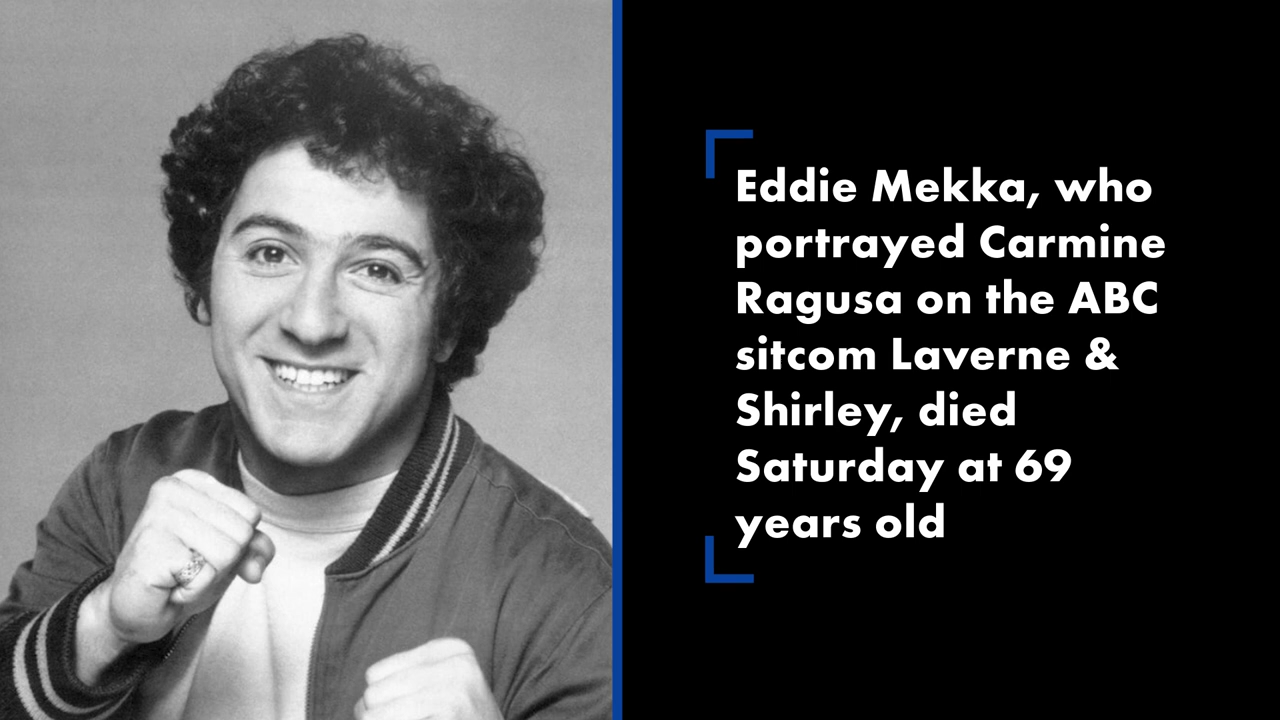 Eddie Mekka, who
portrayed Carmine
Ragusa on the ABC
sitcom Laverne &
Shirley, died
Saturday at 69
years old